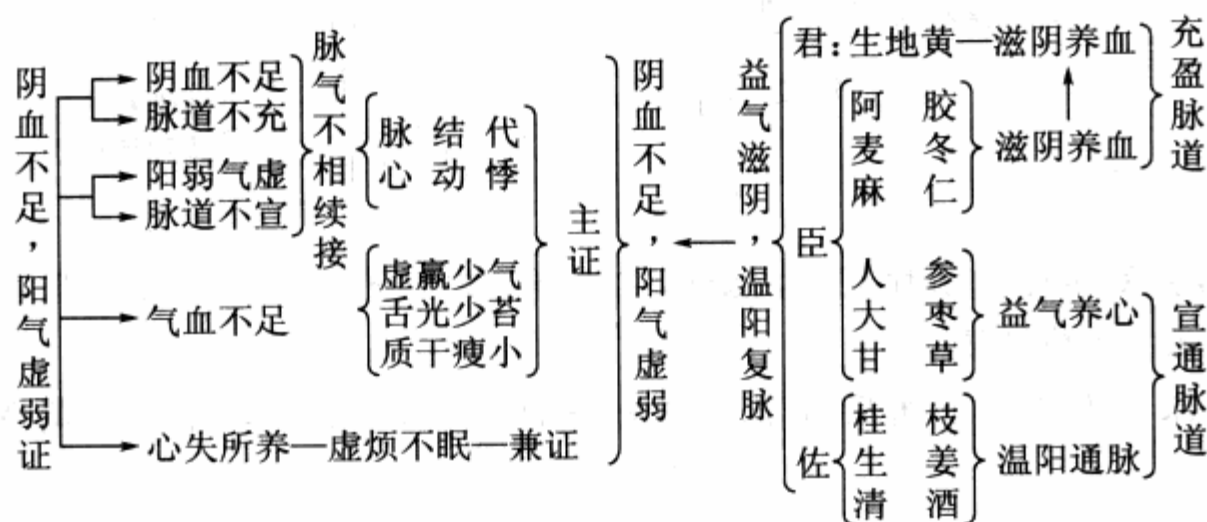 阴血不足，阳气虚弱证
阴血不足
脉道不充
阳弱气虚
脉道不宣
气血不足
心失所养—虚烦不眠—兼证
脉气不相续接
脉结代
心动悸
虚羸少气
舌光少苔
质干瘦小
主证
阴血不足，阳气虚弱
益气滋阴，温阳复脉
君：生地黄—滋阴养血
臣
阿胶
麦冬
麻仁
滋阴养血
人参
大枣
甘草
益气养心
佐
桂枝
生姜
清酒
温阳通脉
充盈脉道
宣通脉道